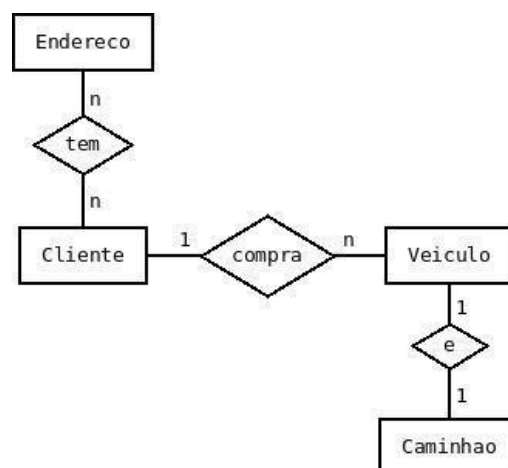 Endereco
n
tem
n
Cliente
1
compra
n
Veiculo
1
e
1
Caminhao